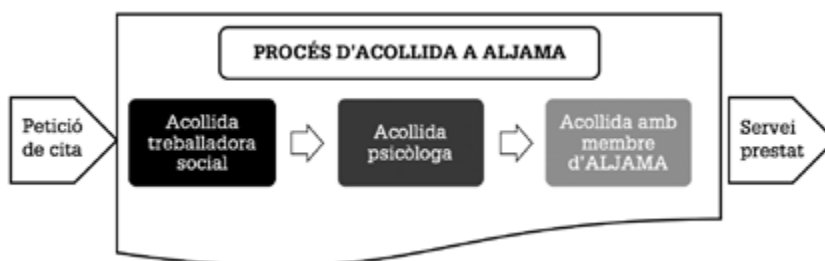 PROCÉS D'ACOLLIDA A ALJAMA
Petició
de cita
Acollida
treballadora
social
Acollida
psicòloga
Acollida amb
membre
d'ALJAMA
Servei
prestat